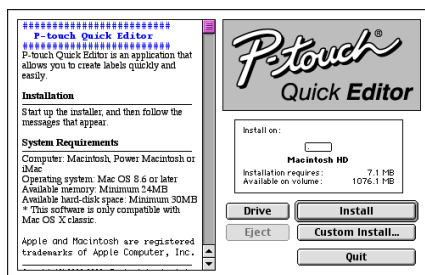 #########################
P-touch Quick Editor
#########################
P-touch Quick Editor is an application that
allows you to create labels quickly and
easily.
Installation
Start up the installer, and then follow the
messages that appear.
System Requirements
Computer: Macintosh, Power Macintosh or
iMac
Operating system: Mac OS 8.6 or later
Available memory: Minimum 24MB
Available hard-disk space: Minimum 30MB
* This software is only compatible with
Mac OS X classic.
Apple and Macintosh are registered
trademarks of Apple Computer, Inc.
P-touch®
Quick Editor
Install on:
Macintosh HD
Installation requires: 7.1 MB
Available on volume: 1076.1 MB
Drive
Install
Eject
Custom Install...
Quit